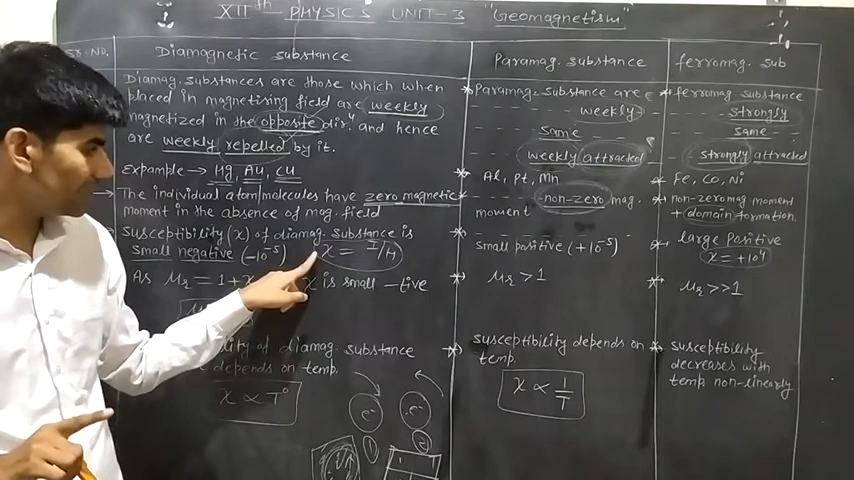 XIIth PHYSICS UNIT-3 "Geomagnetism"
Sr. No.
Diamagnetic substance
Diamag. substances are those which when
placed in magnetising field are weekly
magnetized in the opposite dir. and hence
are weekly repelled by it.
Example → Hg, Au, Cu
The individual atom/molecules have zero magnetic
moment in the absence of mag. field
Susceptibility (χ) of diamag. substance is
small negative (-10⁻⁵) χ = I/H
As μr = 1+χ χ is small -tive
of diamag. substance
depends on temp.
χ ∝ T⁰
1
2
Paramag. substance
Paramag. substance are
weekly
same
weekly attracted
Al, Pt, Mn
non-zero mag.
moment
small positive (+10⁻⁵)
μr > 1
susceptibility depends on
temp.
χ ∝ 1/T
ferromag. sub
ferromag substance
strongly
same
strongly attracted
Fe, Co, Ni
non-zero mag moment
+ domain formation
large positive
χ = +10⁴
μr >> 1
susceptibility
decreases with
temp non-linearly